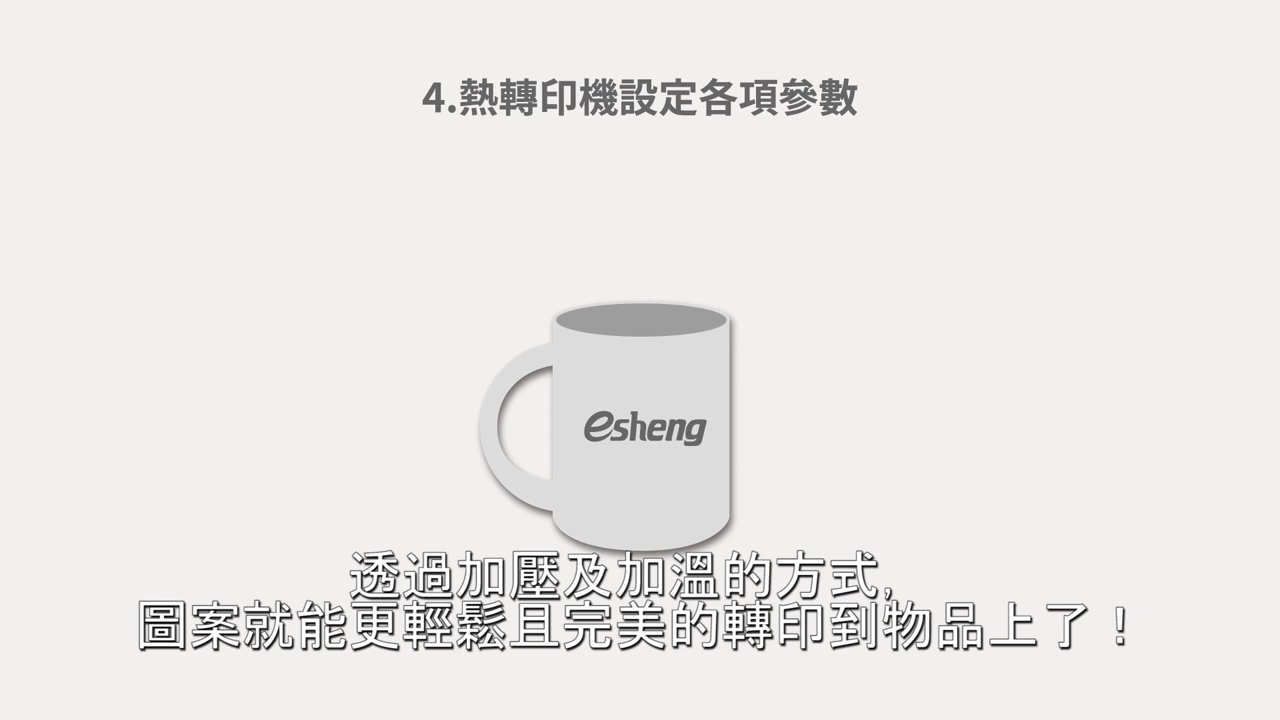 4.熱轉印機設定各項參數
esheng
透過加壓及加溫的方式,
圖案就能更輕鬆且完美的轉印到物品上了！